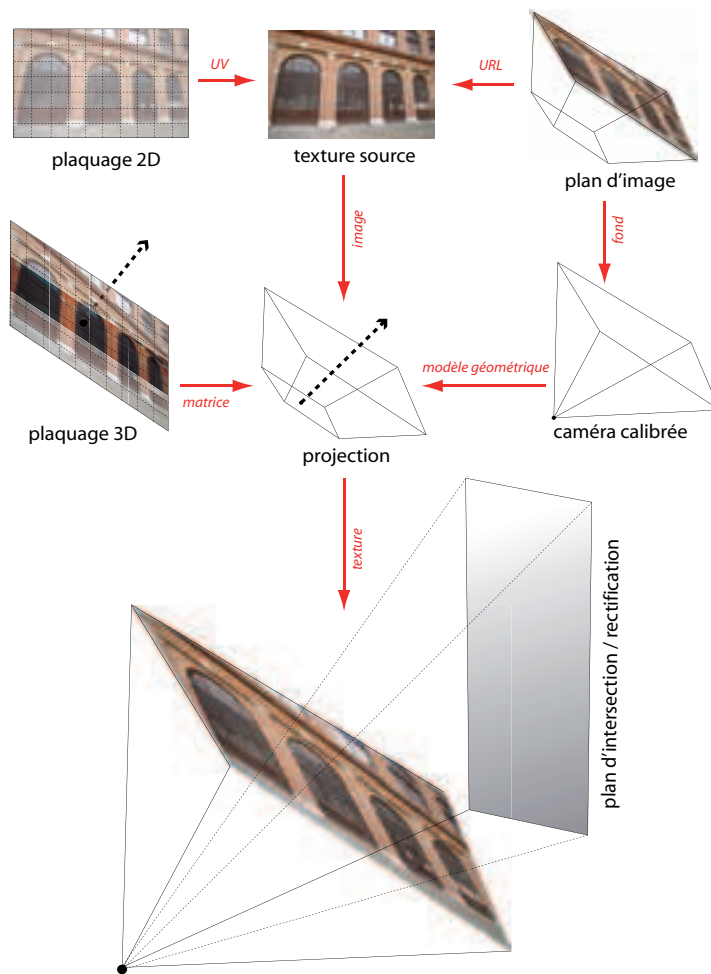 UV
URL
plaquage 2D
texture source
plan d'image
image
fond
modèle géométrique
matrice
plaquage 3D
projection
caméra calibrée
texture
plan d'intersection / rectification